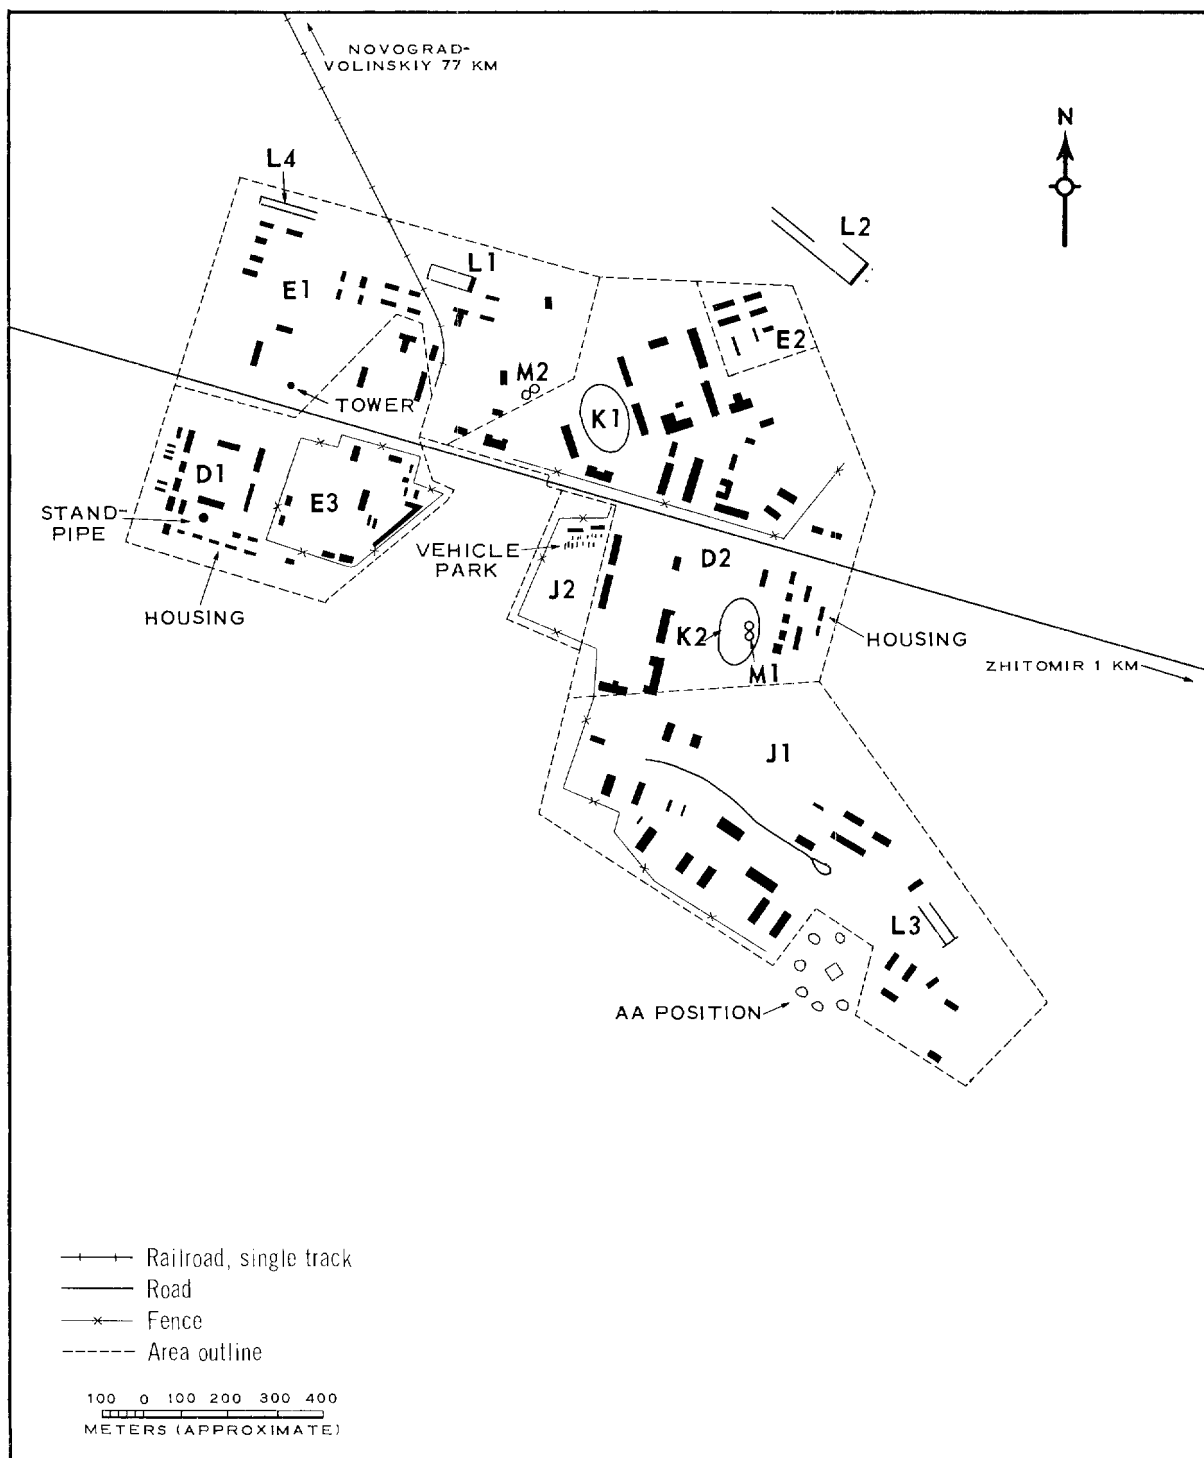 NOVOGRAD-
VOLINSKIY 77 KM
N
L4
L2
L1
E1
E2
M2
K1
TOWER
D1
E3
STAND-
PIPE
VEHICLE
PARK
D2
J2
HOUSING
K2
HOUSING
M1
ZHITOMIR 1 KM
J1
L3
AA POSITION
Railroad, single track
Road
Fence
Area outline
100 0 100 200 300 400
METERS (APPROXIMATE)